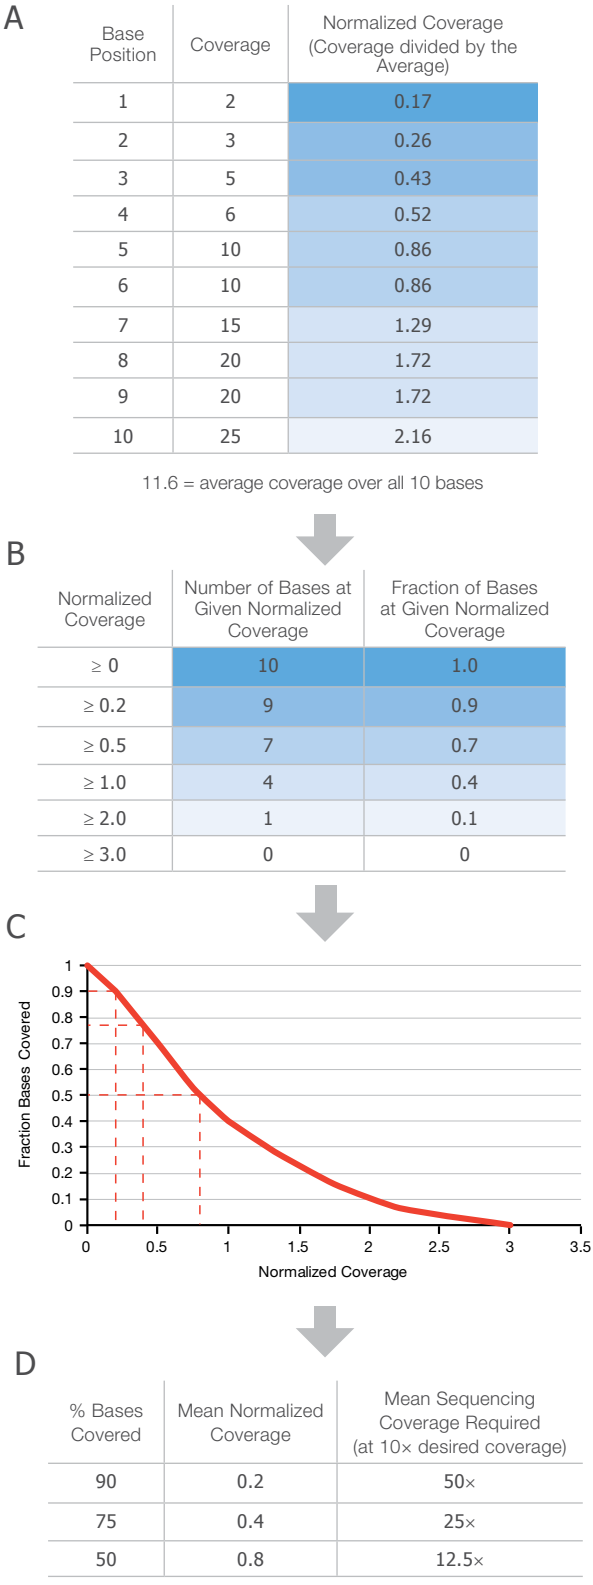 A
Base Position Coverage Normalized Coverage (Coverage divided by the Average)
1 2 0.17
2 3 0.26
3 5 0.43
4 6 0.52
5 10 0.86
6 10 0.86
7 15 1.29
8 20 1.72
9 20 1.72
10 25 2.16
11.6 = average coverage over all 10 bases
B
Normalized Coverage Number of Bases at Given Normalized Coverage Fraction of Bases at Given Normalized Coverage
≥ 0 10 1.0
≥ 0.2 9 0.9
≥ 0.5 7 0.7
≥ 1.0 4 0.4
≥ 2.0 1 0.1
≥ 3.0 0 0
C
Fraction Bases Covered
1
0.9
0.8
0.7
0.6
0.5
0.4
0.3
0.2
0.1
0
0 0.5 1 1.5 2 2.5 3 3.5
Normalized Coverage
D
% Bases Covered Mean Normalized Coverage Mean Sequencing Coverage Required (at 10× desired coverage)
90 0.2 50×
75 0.4 25×
50 0.8 12.5×